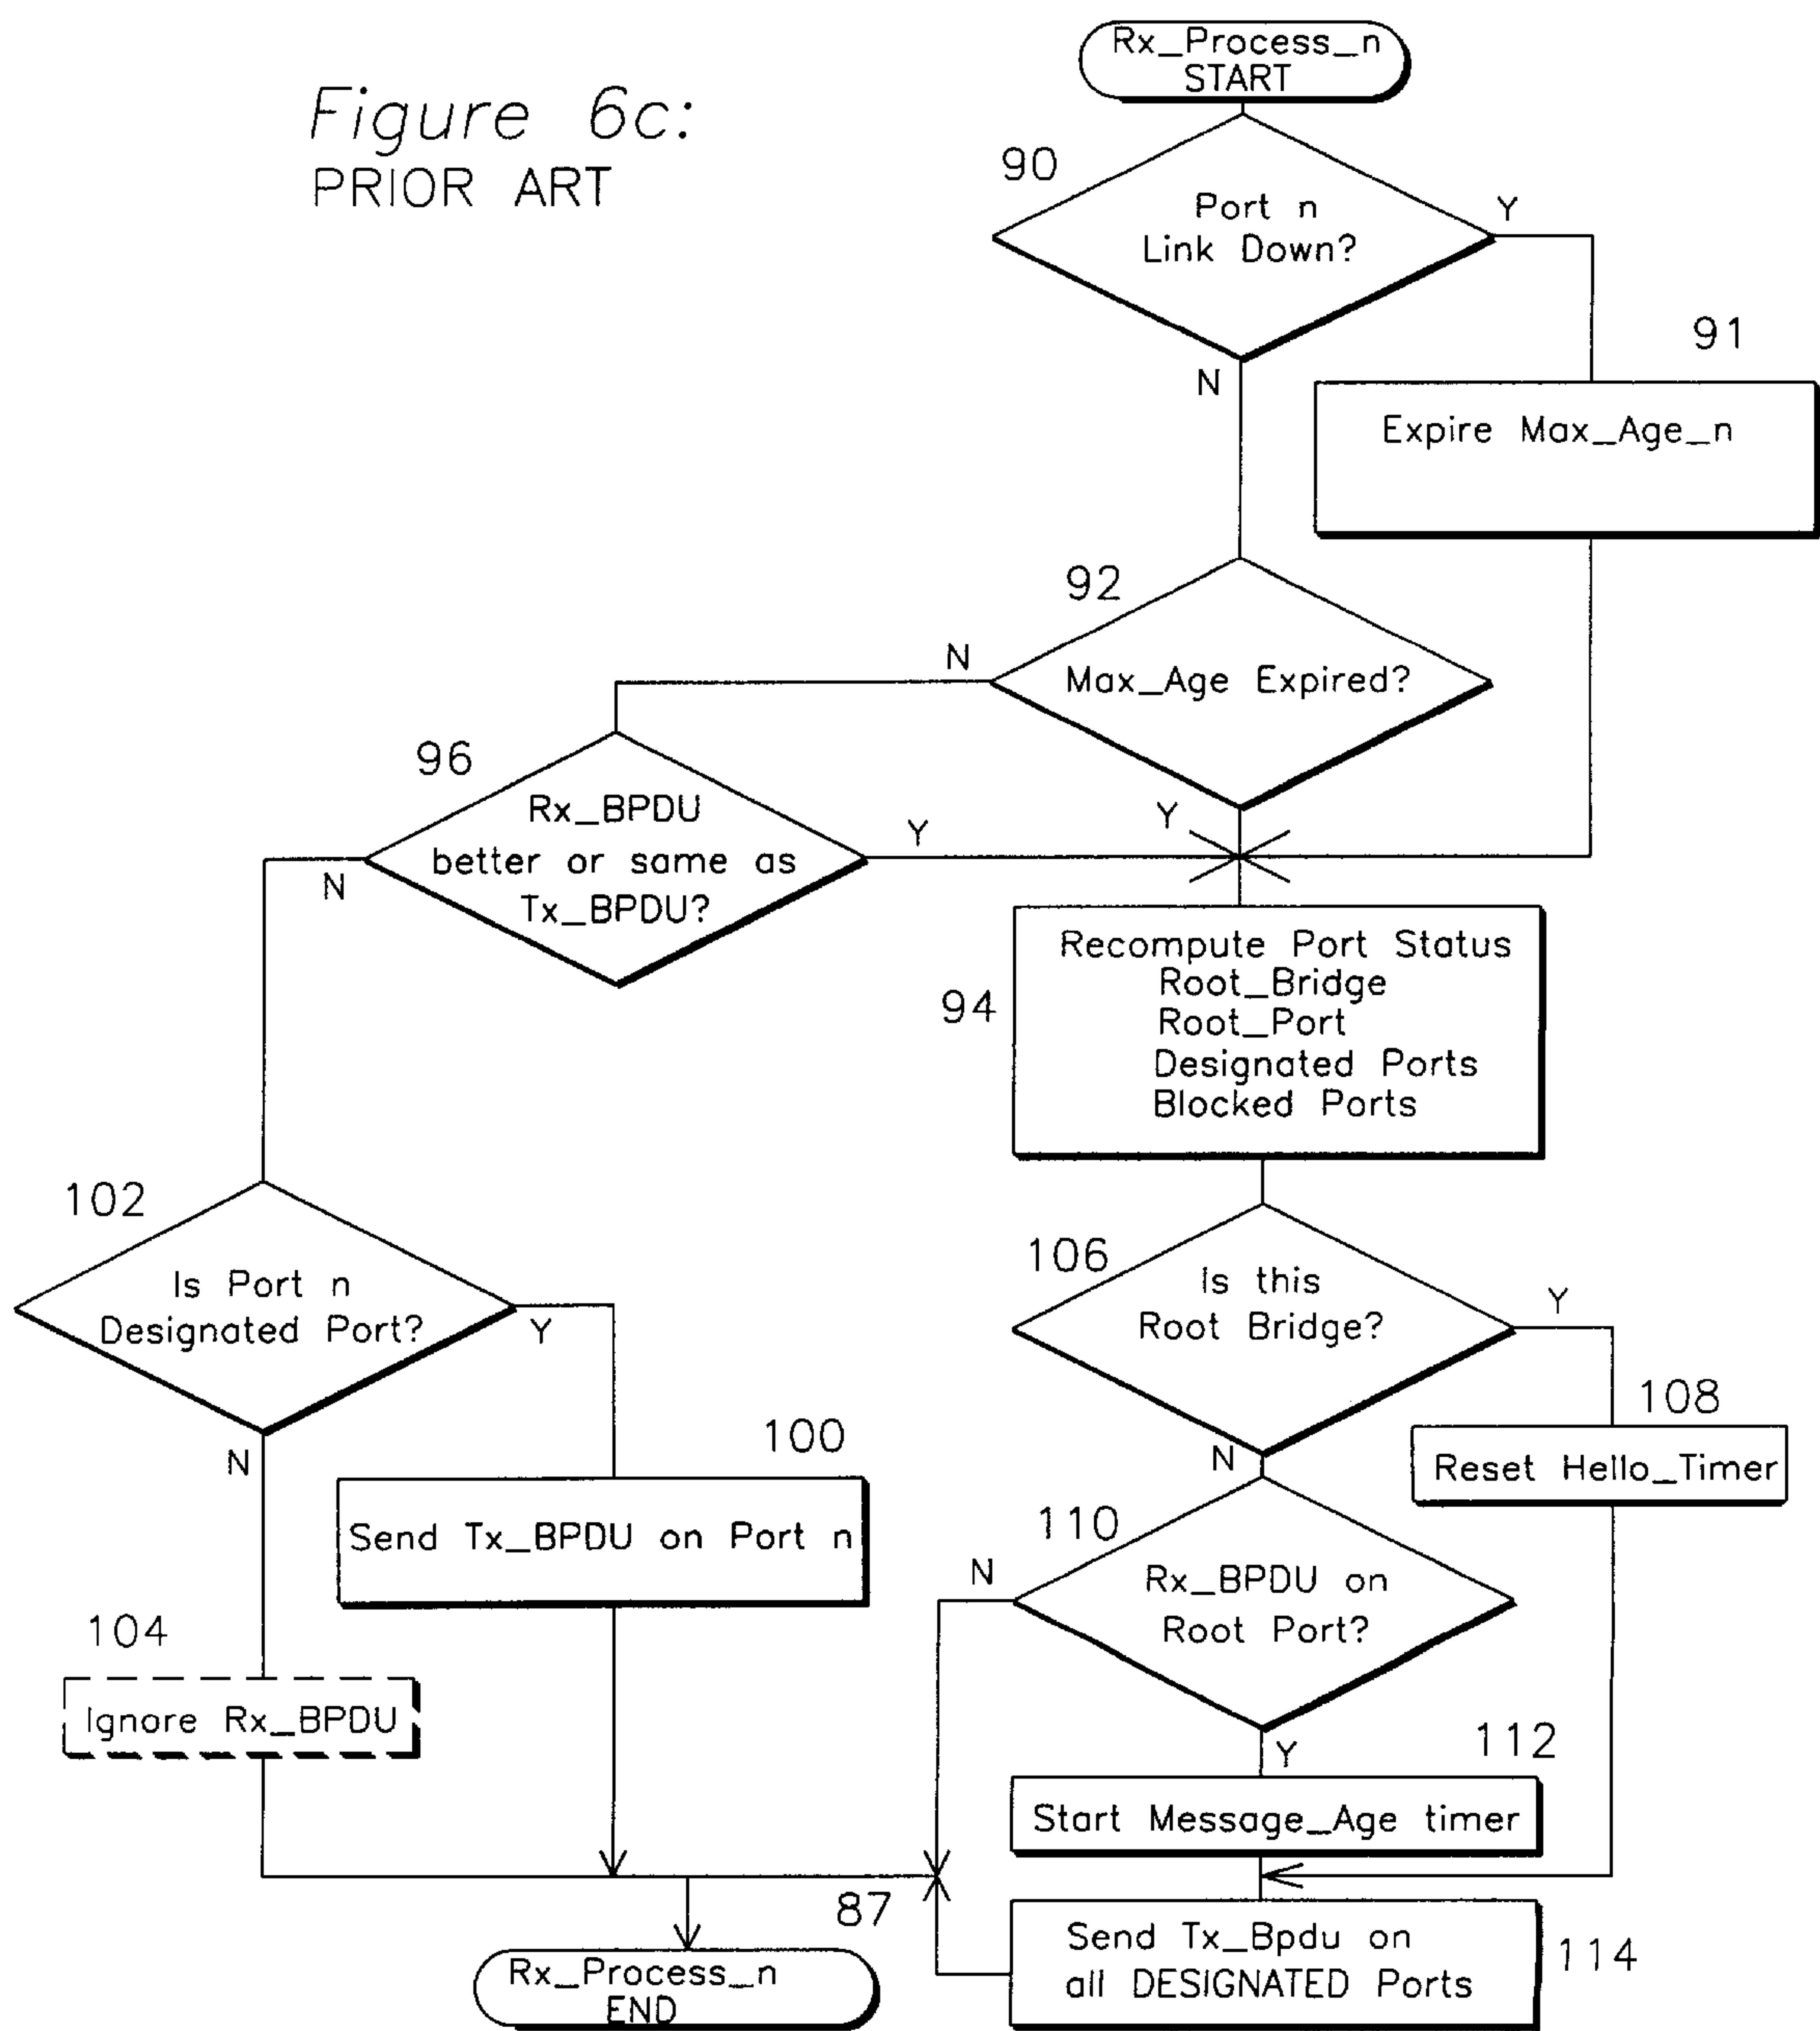 Figure 6c:
PRIOR ART
Rx_Process_n
START
90
Port n
Link Down?
Y
N
91
Expire Max_Age_n
92
Max_Age Expired?
N
Y
96
Rx_BPDU
better or same as
Tx_BPDU?
Y
N
94
Recompute Port Status
Root_Bridge
Root_Port
Designated Ports
Blocked Ports
102
Is Port n
Designated Port?
Y
N
106
Is this
Root Bridge?
Y
N
108
Reset Hello_Timer
100
Send Tx_BPDU on Port n
110
Rx_BPDU on
Root Port?
N
Y
104
Ignore Rx_BPDU
112
Start Message_Age timer
87
114
Send Tx_Bpdu on
all DESIGNATED Ports
Rx_Process_n
END